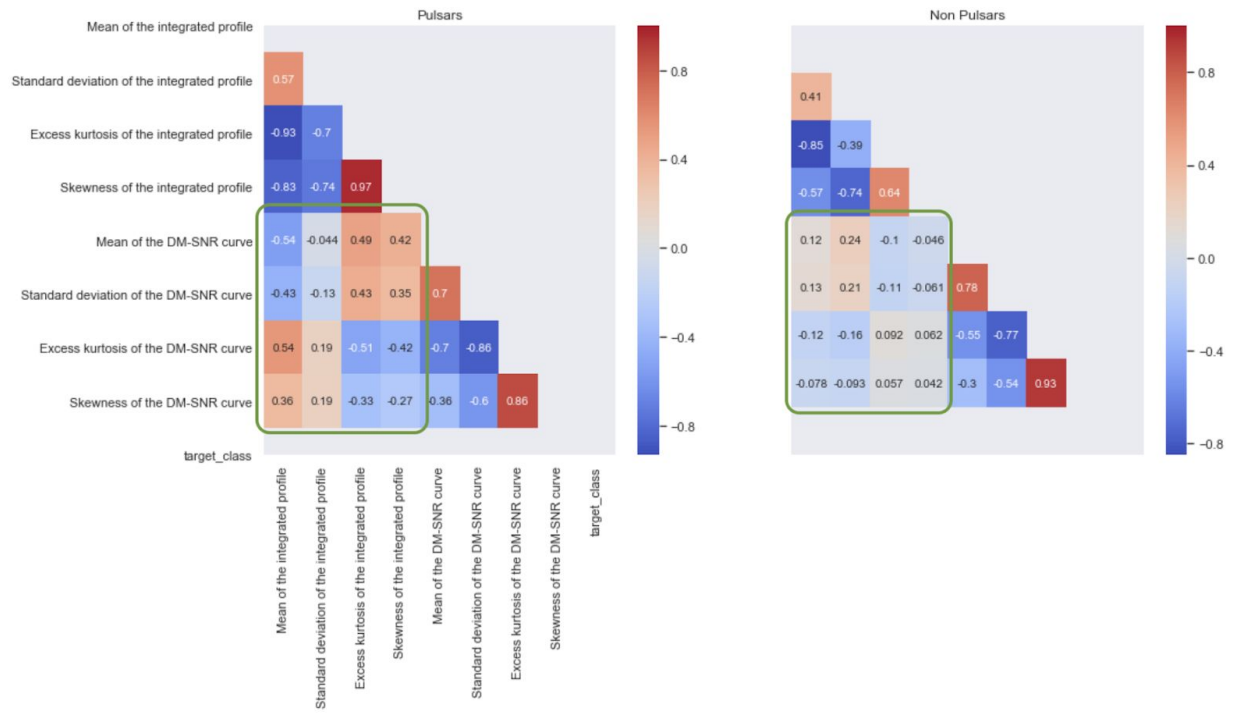 Pulsars
Non Pulsars
Mean of the integrated profile
Standard deviation of the integrated profile
Excess kurtosis of the integrated profile
Skewness of the integrated profile
Mean of the DM-SNR curve
Standard deviation of the DM-SNR curve
Excess kurtosis of the DM-SNR curve
Skewness of the DM-SNR curve
target_class
0.57
-0.93 -0.7
-0.83 -0.74 0.97
-0.54 -0.044 0.49 0.42
-0.43 -0.13 0.43 0.35 0.7
0.54 0.19 -0.51 -0.42 -0.7 -0.86
0.36 0.19 -0.33 -0.27 -0.36 -0.6 0.86
0.8
0.4
0.0
−0.4
−0.8
Mean of the integrated profile
Standard deviation of the integrated profile
Excess kurtosis of the integrated profile
Skewness of the integrated profile
Mean of the DM-SNR curve
Standard deviation of the DM-SNR curve
Excess kurtosis of the DM-SNR curve
Skewness of the DM-SNR curve
target_class
0.41
-0.85 -0.39
-0.57 -0.74 0.64
0.12 0.24 -0.1 -0.046
0.13 0.21 -0.11 -0.061 0.78
-0.12 -0.16 0.092 0.062 -0.55 -0.77
-0.078 -0.093 0.057 0.042 -0.3 -0.54 0.93
0.8
0.4
0.0
−0.4
−0.8